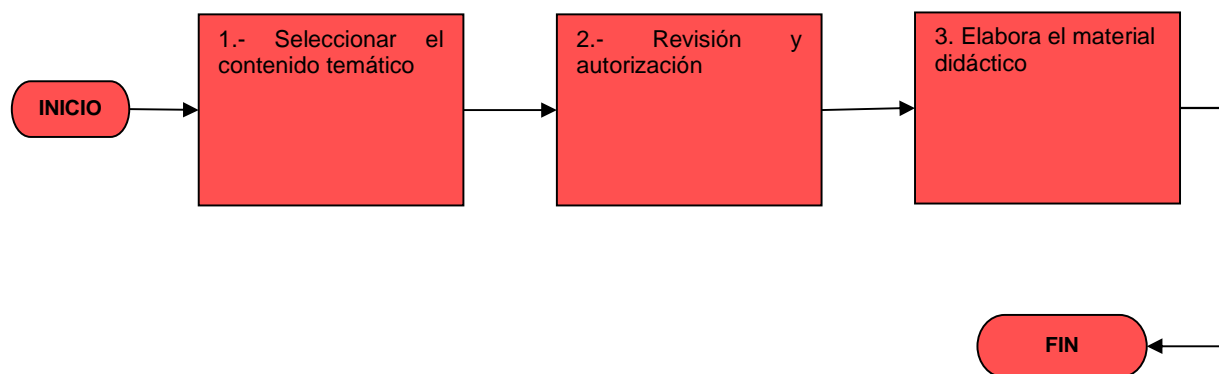 INICIO
1.- Seleccionar el
contenido temático
2.- Revisión y
autorización
3. Elabora el material
didáctico
FIN